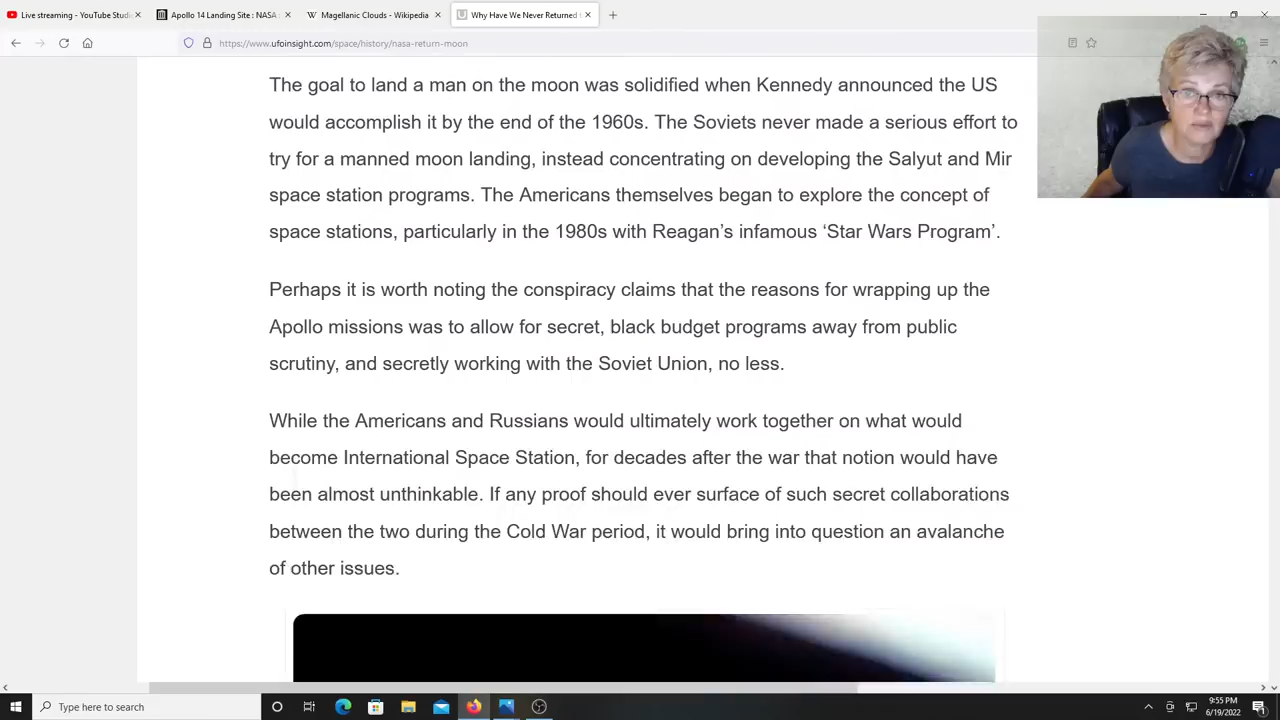 Live streaming - YouTube Studi
Apollo 14 Landing Site : NASA
Magellanic Clouds - Wikipedia
Why Have We Never Returned
https://www.ufoinsight.com/space/history/nasa-return-moon
The goal to land a man on the moon was solidified when Kennedy announced the US
would accomplish it by the end of the 1960s. The Soviets never made a serious effort to
try for a manned moon landing, instead concentrating on developing the Salyut and Mir
space station programs. The Americans themselves began to explore the concept of
space stations, particularly in the 1980s with Reagan’s infamous ‘Star Wars Program’.
Perhaps it is worth noting the conspiracy claims that the reasons for wrapping up the
Apollo missions was to allow for secret, black budget programs away from public
scrutiny, and secretly working with the Soviet Union, no less.
While the Americans and Russians would ultimately work together on what would
become International Space Station, for decades after the war that notion would have
been almost unthinkable. If any proof should ever surface of such secret collaborations
between the two during the Cold War period, it would bring into question an avalanche
of other issues.
Type here to search
9:55 PM
6/19/2022